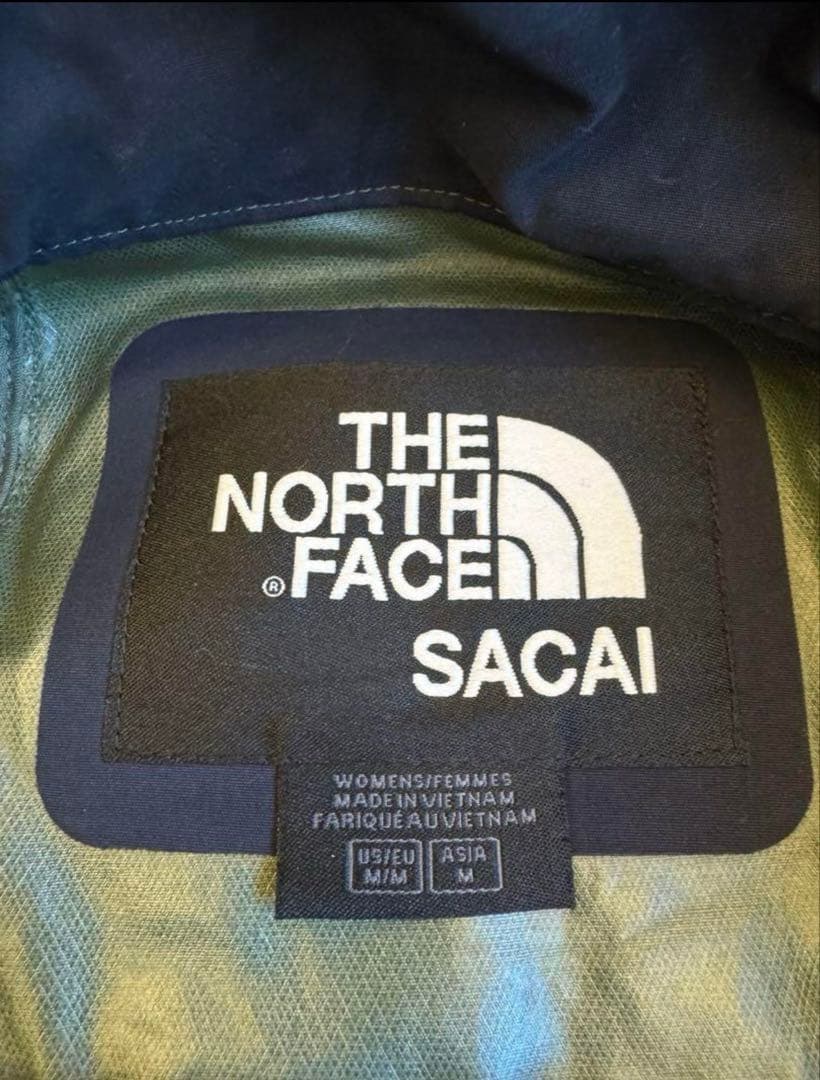 THE
NORTH
® FACE
SACAI
WOMENS/FEMMES
MADE IN VIETNAM
FARIQUÉ AU VIETNAM
US/EU ASIA
M/M M